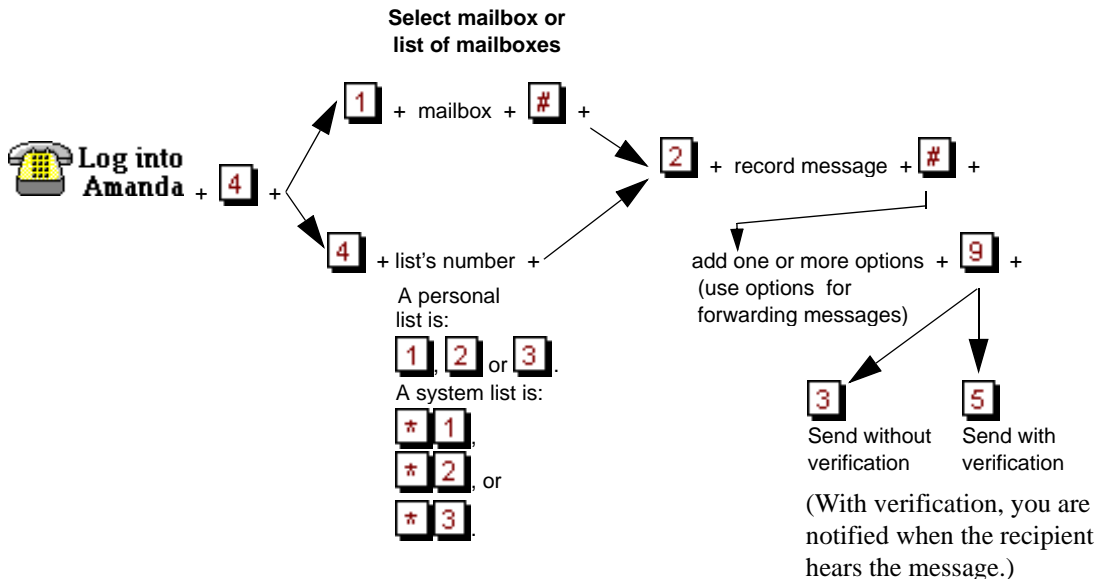 Select mailbox or
list of mailboxes
1 + mailbox + # +
Log into
Amanda + 4 +
2 + record message + # +
4 + list's number +
A personal
list is:
1, 2 or 3.
A system list is:
* 1,
* 2, or
* 3.
add one or more options + 9 +
(use options for
forwarding messages)
3
Send without
verification
5
Send with
verification
(With verification, you are
notified when the recipient
hears the message.)